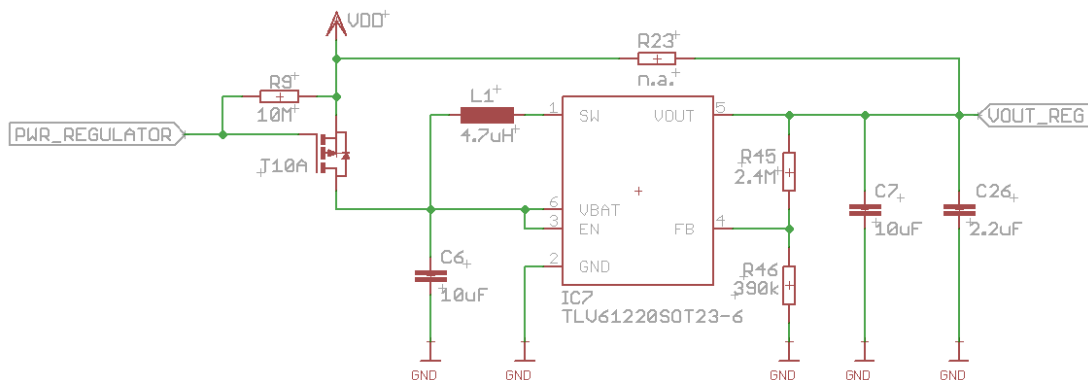 VDD
R23
n.a.
R9
10M
PWR_REGULATOR
J10A
L1
4.7uH
1
SW
VOUT
5
VOUT_REG
R45
2.4M
6
VBAT
3
EN
FB
4
2
GND
C6
10uF
R46
390k
C7
10uF
C26
2.2uF
IC7
TLV61220SOT23-6
GND
GND
GND
GND
GND